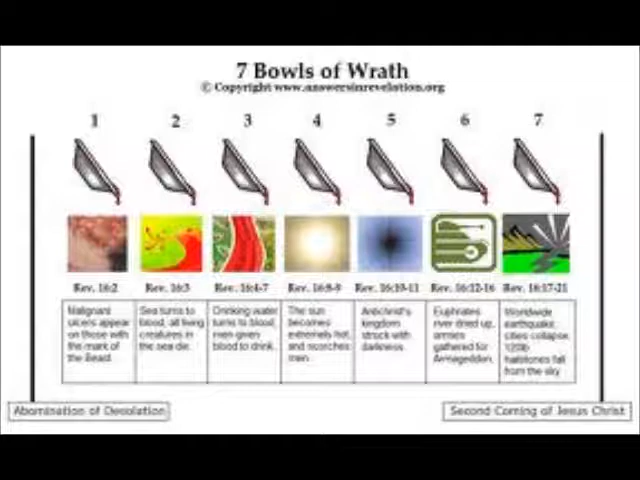 7 Bowls of Wrath
© Copyright www.answersinrevelation.org
1 2 3 4 5 6 7
Rev. 16:2 Rev. 16:3 Rev. 16:4-7 Rev. 16:8-9 Rev. 16:10-11 Rev. 16:12-16 Rev. 16:17-21
Malignant
ulcers appear
on those with
the mark of
the Beast.
Sea turns to
blood, all living
creatures in
the sea die.
Drinking water
turns to blood,
men given
blood to drink.
The sun
becomes
extremely hot,
and scorches
men.
Antichrist's
kingdom
struck with
darkness.
Euphrates
river dried up,
armies
gathered for
Armageddon.
Worldwide
earthquake,
cities collapse,
120lb
hailstones fall
from the sky.
Abomination of Desolation
Second Coming of Jesus Christ